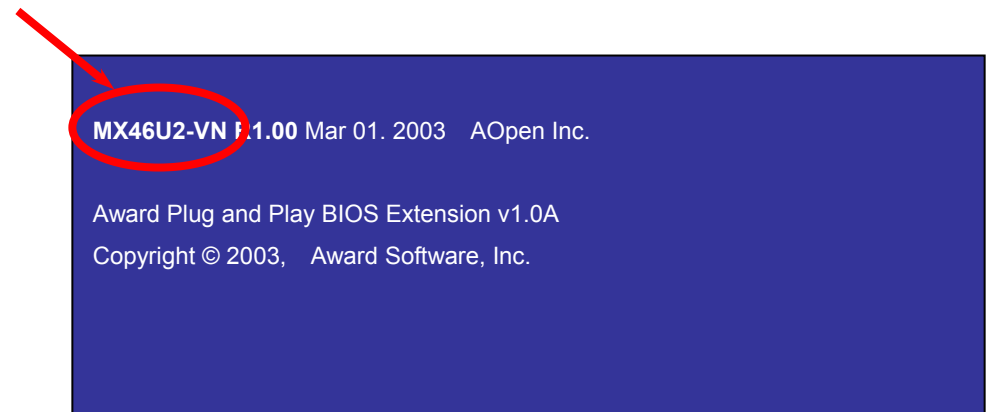 MX46U2-VN R1.00 Mar 01. 2003 AOpen Inc.
Award Plug and Play BIOS Extension v1.0A
Copyright © 2003, Award Software, Inc.